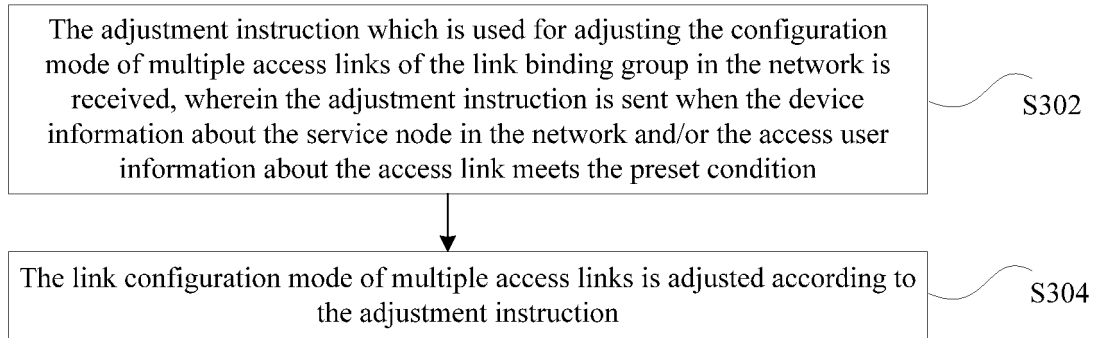 The adjustment instruction which is used for adjusting the configuration
mode of multiple access links of the link binding group in the network is
received, wherein the adjustment instruction is sent when the device
information about the service node in the network and/or the access user
information about the access link meets the preset condition
S302
The link configuration mode of multiple access links is adjusted according to
the adjustment instruction
S304